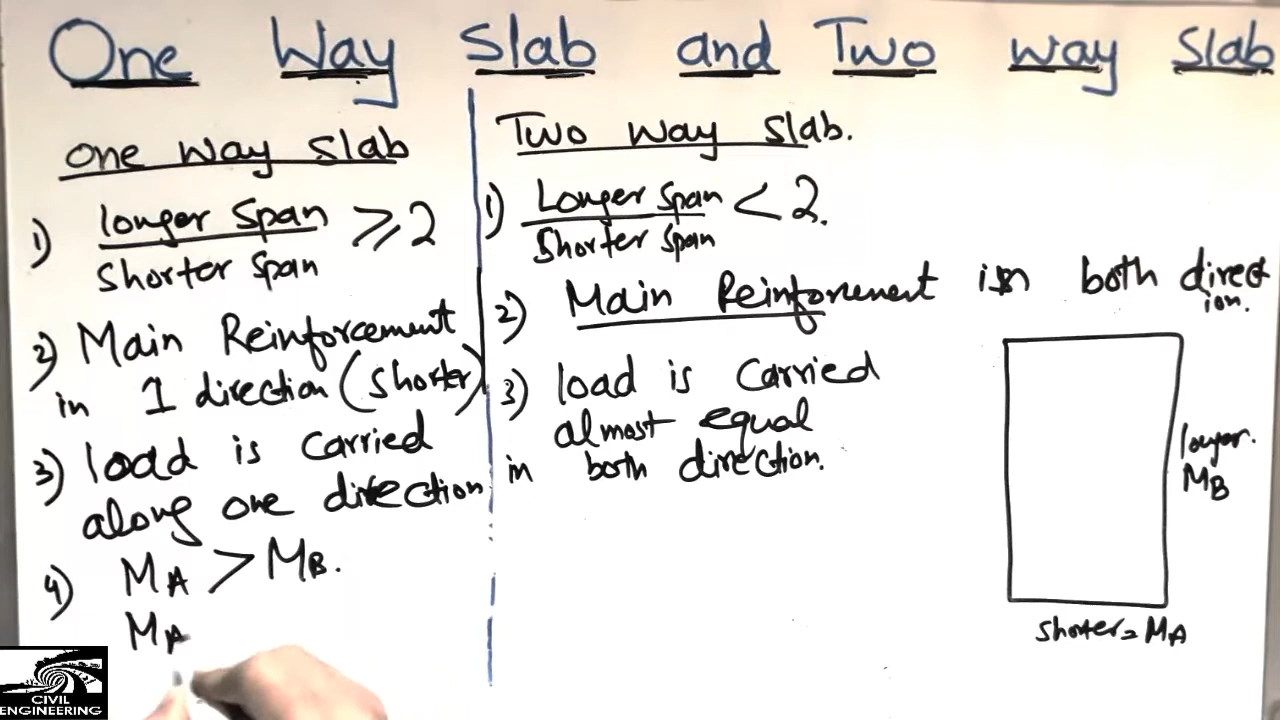 One Way Slab and Two way Slab
one way slab
1) longer span / Shorter span ≥ 2
2) Main Reinforcement
in 1 direction (shorter)
3) load is carried
along one direction
4) MA > MB.
MA
Two way slab.
1) Longer span / Shorter span < 2.
2) Main Reinforcement in both direct
ion.
3) load is carried
almost equal
in both direction.
longer.
MB
shorter = MA
CIVIL
ENGINEERING